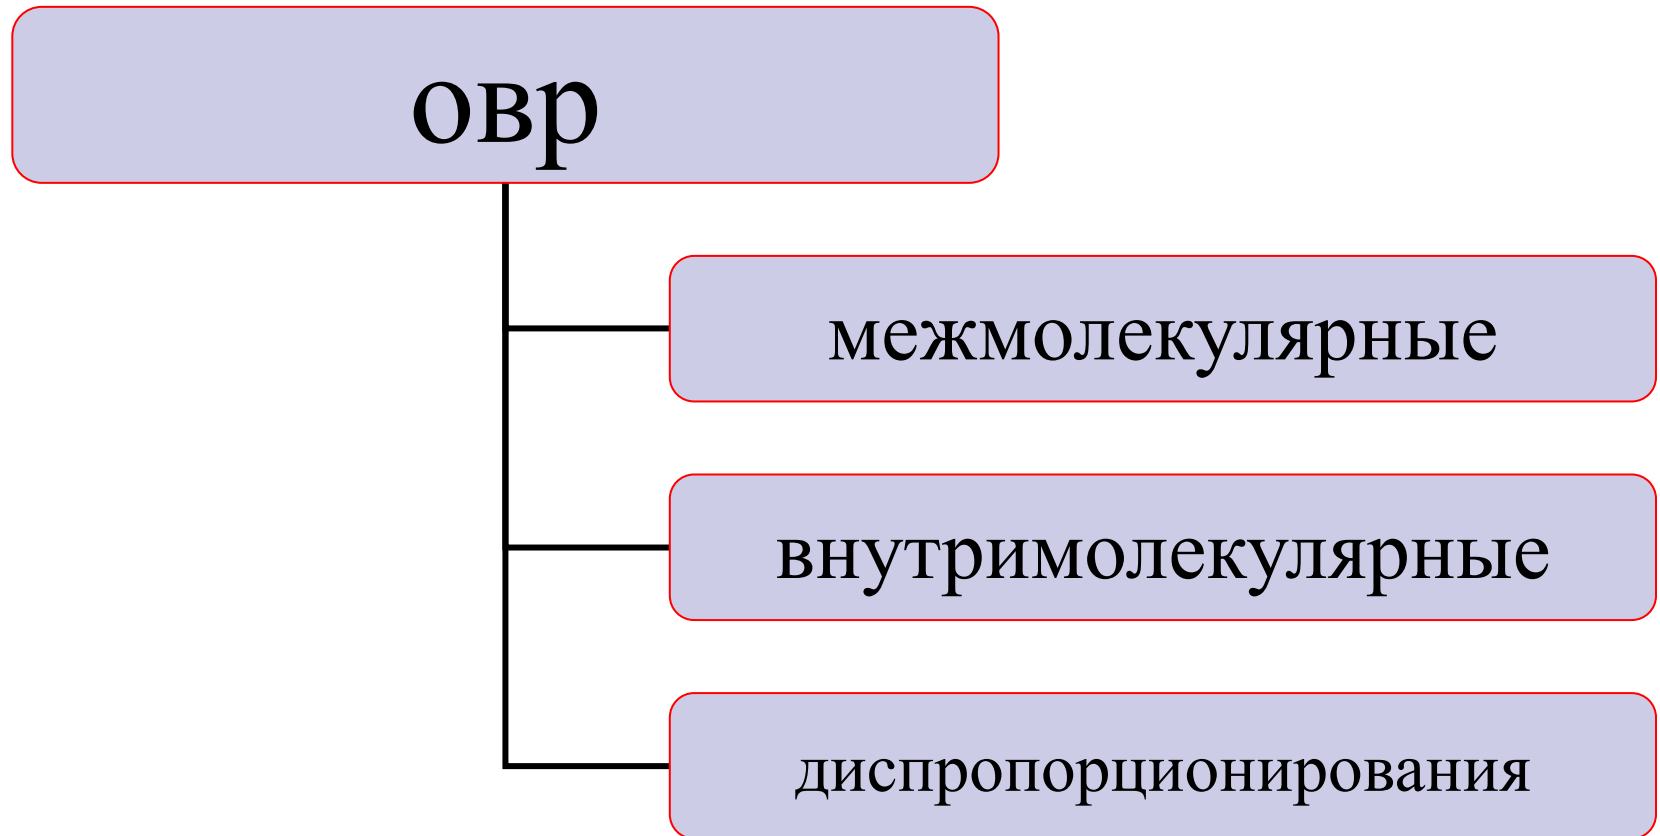 овр
межмолекулярные
внутримолекулярные
диспропорционирования